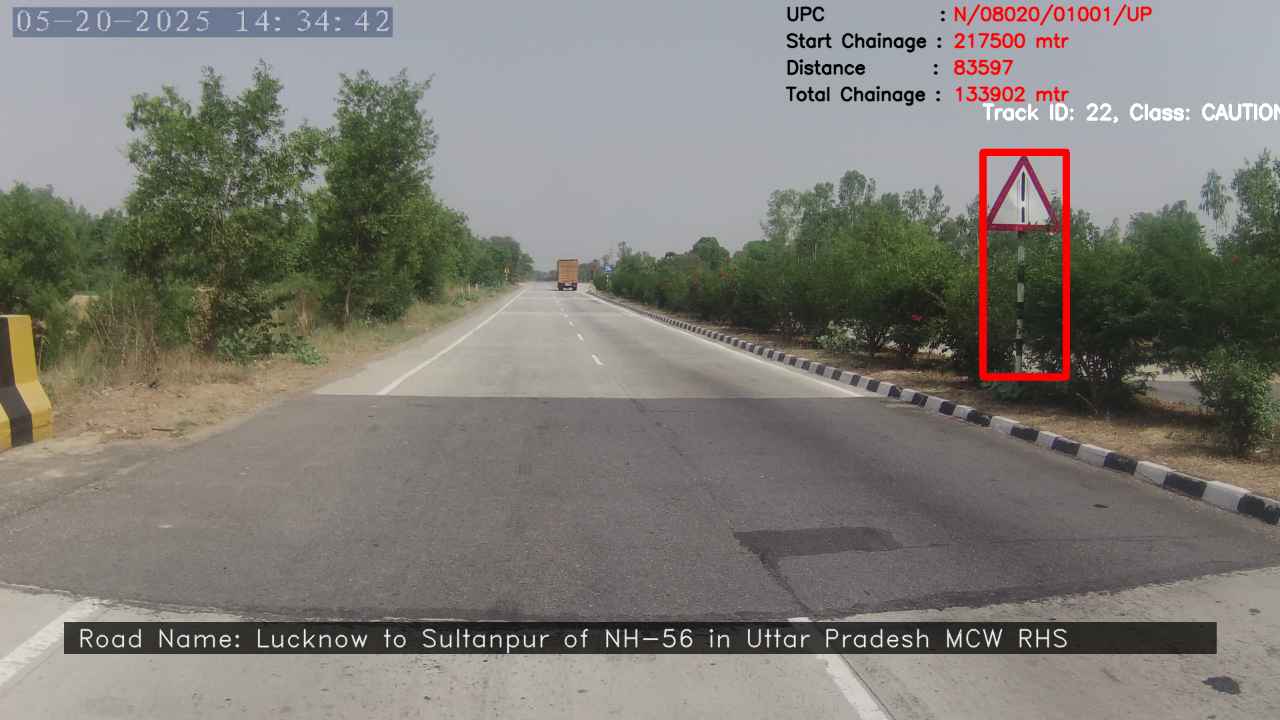 05-20-2025 14:34:42
UPC : N/08020/01001/UP
Start Chainage : 217500 mtr
Distance : 83597
Total Chainage : 133902 mtr
Track ID: 22, Class: CAUTION
Road Name: Lucknow to Sultanpur of NH-56 in Uttar Pradesh MCW RHS